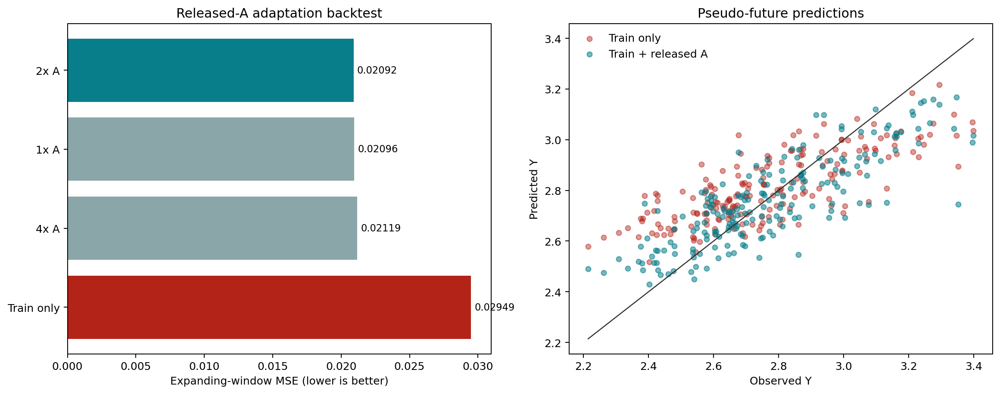 Released-A adaptation backtest
2x A
0.02092
1x A
0.02096
4x A
0.02119
Train only
0.02949
0.000 0.005 0.010 0.015 0.020 0.025 0.030
Expanding-window MSE (lower is better)
Pseudo-future predictions
Train only
Train + released A
3.4
3.2
3.0
2.8
2.6
2.4
2.2
Predicted Y
2.2 2.4 2.6 2.8 3.0 3.2 3.4
Observed Y